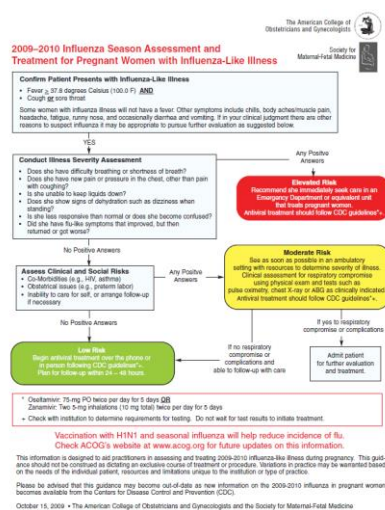 The American College of
Obstetricians and Gynecologists
2009–2010 Influenza Season Assessment and
Treatment for Pregnant Women with Influenza-Like Illness
Society for
Maternal-Fetal Medicine
Confirm Patient Presents with Influenza-Like Illness
• Fever ≥ 37.8 degrees Celsius (100.0 F) AND
• Cough or sore throat
Some women with influenza illness will not have a fever. Other symptoms include chills, body aches/muscle pain,
headache, fatigue, runny nose, and occasionally diarrhea and vomiting. If in your clinical judgment there are other
reasons to suspect influenza it may be appropriate to pursue further evaluation as suggested below.
YES
Conduct Illness Severity Assessment
• Does she have difficulty breathing or shortness of breath?
• Does she have new pain or pressure in the chest, other than pain
with coughing?
• Is she unable to keep liquids down?
• Does she show signs of dehydration such as dizziness when
standing?
• Is she less responsive than normal or does she become confused?
• Did she have flu-like symptoms that improved, but then
returned or got worse?
Any Positive
Answers
Elevated Risk
Recommend she immediately seek care in an
Emergency Department or equivalent unit
that treats pregnant women.
Antiviral treatment should follow CDC guidelines*+.
No Positive Answers
Assess Clinical and Social Risks
• Co-Morbidities (e.g., HIV, asthma)
• Obstetrical issues (e.g., preterm labor)
• Inability to care for self, or arrange follow-up
if necessary
Any Positive
Answers
Moderate Risk
See as soon as possible in an ambulatory
setting with resources to determine severity of illness.
Clinical assessment for respiratory compromise
using physical exam and tests such as
pulse oximetry, chest X-ray or ABG as clinically indicated
Antiviral treatment should follow CDC guidelines*+.
No Positive
Answers
If no respiratory
compromise or
complications and
able to follow-up with care
If yes to respiratory
compromise or complications
Low Risk
Begin antiviral treatment over the phone or
in person following CDC guidelines*+.
Plan for follow-up within 24 – 48 hours.
Admit patient
for further evaluation
and treatment.
* Oseltamivir: 75-mg PO twice per day for 5 days OR
Zanamivir: Two 5-mg inhalations (10 mg total) twice per day for 5 days
+ Check with institution to determine requirements for testing. Do not wait for test results to initiate treatment.
Vaccination with H1N1 and seasonal influenza will help reduce incidence of flu.
Check ACOG's website at www.acog.org for future updates on this information.
This information is designed to aid practitioners in assessing and treating 2009-2010 influenza-like illness during pregnancy. This guid-
ance should not be construed as dictating an exclusive course of treatment or procedure. Variations in practice may be warranted based
on the needs of the individual patient, resources and limitations unique to the institution or type of practice.
Please be advised that this guidance may become out-of-date as new information on the 2009-2010 influenza in pregnant women
becomes available from the Centers for Disease Control and Prevention (CDC).
October 15, 2009 • The American College of Obstetricians and Gynecologists and the Society for Maternal-Fetal Medicine